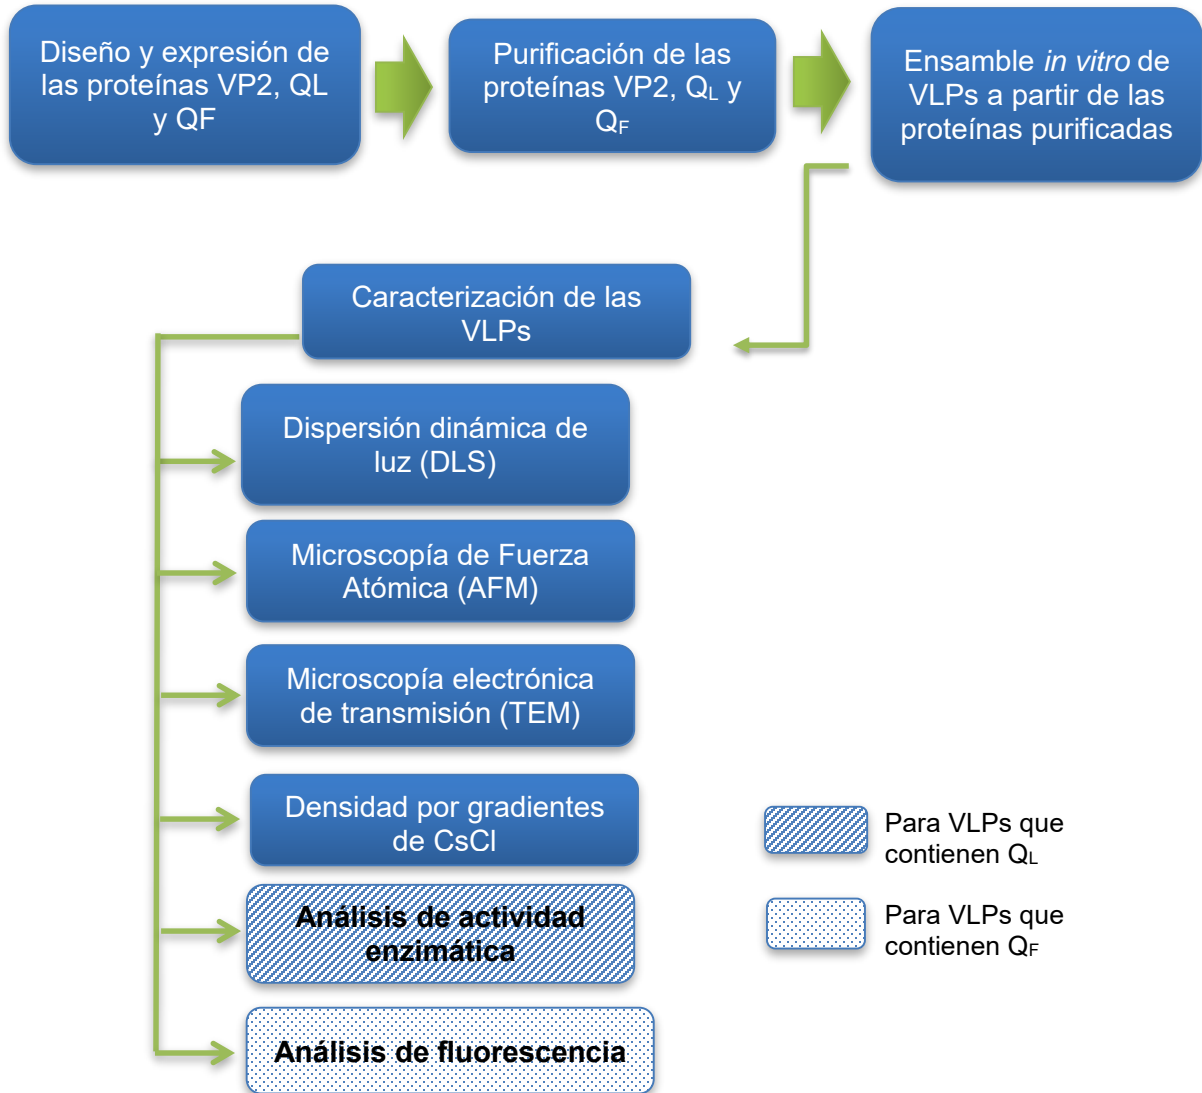 Diseño y expresión de
las proteínas VP2, QL
y QF
Purificación de las
proteínas VP2, QL y
QF
Ensamble in vitro de
VLPs a partir de las
proteínas purificadas
Caracterización de las
VLPs
Dispersión dinámica de
luz (DLS)
Microscopía de Fuerza
Atómica (AFM)
Microscopía electrónica
de transmisión (TEM)
Densidad por gradientes
de CsCl
Análisis de actividad
enzimática
Análisis de fluorescencia
Para VLPs que
contienen QL
Para VLPs que
contienen QF